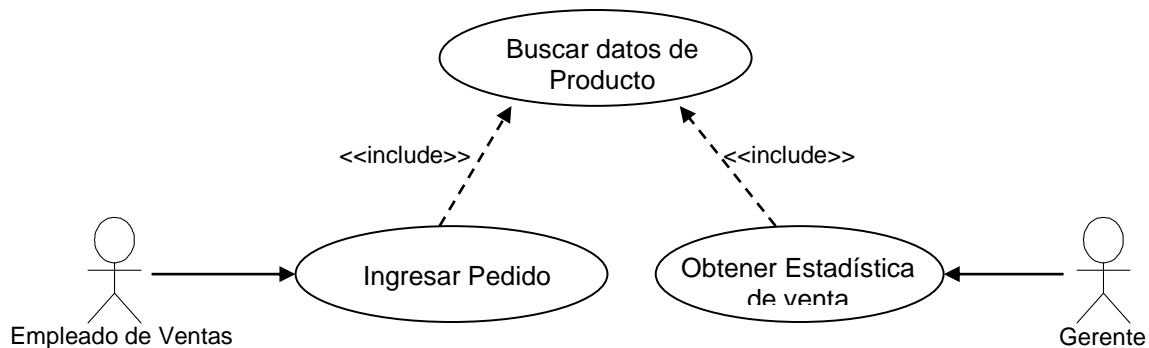 Buscar datos de
Producto
<<include>>
<<include>>
Ingresar Pedido
Obtener Estadística
de venta
Empleado de Ventas
Gerente